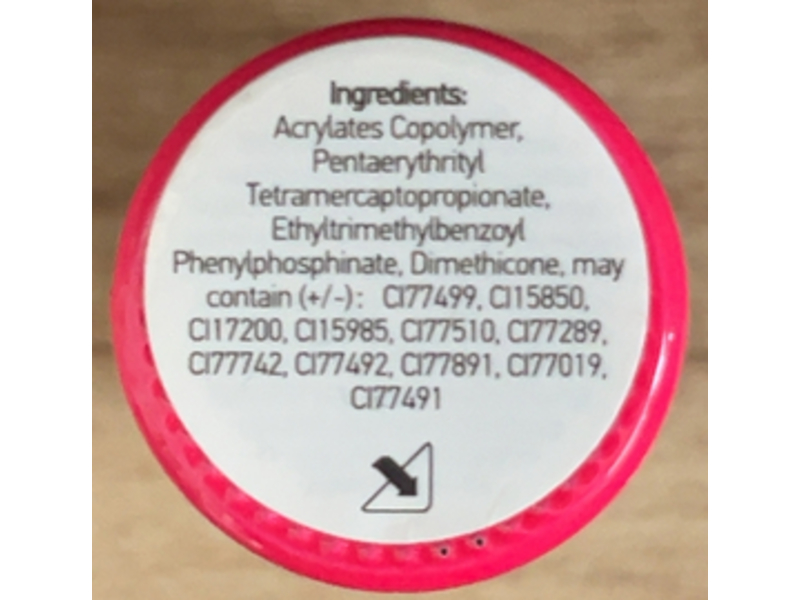 Ingredients:
Acrylates Copolymer,
Pentaerythrityl
Tetramercaptopropionate,
Ethyltrimethylbenzoyl
Phenylphosphinate, Dimethicone, may
contain (+/-): CI77499, CI15850,
CI17200, CI15985, CI77510, CI77289,
CI77742, CI77492, CI77891, CI77019,
CI77491